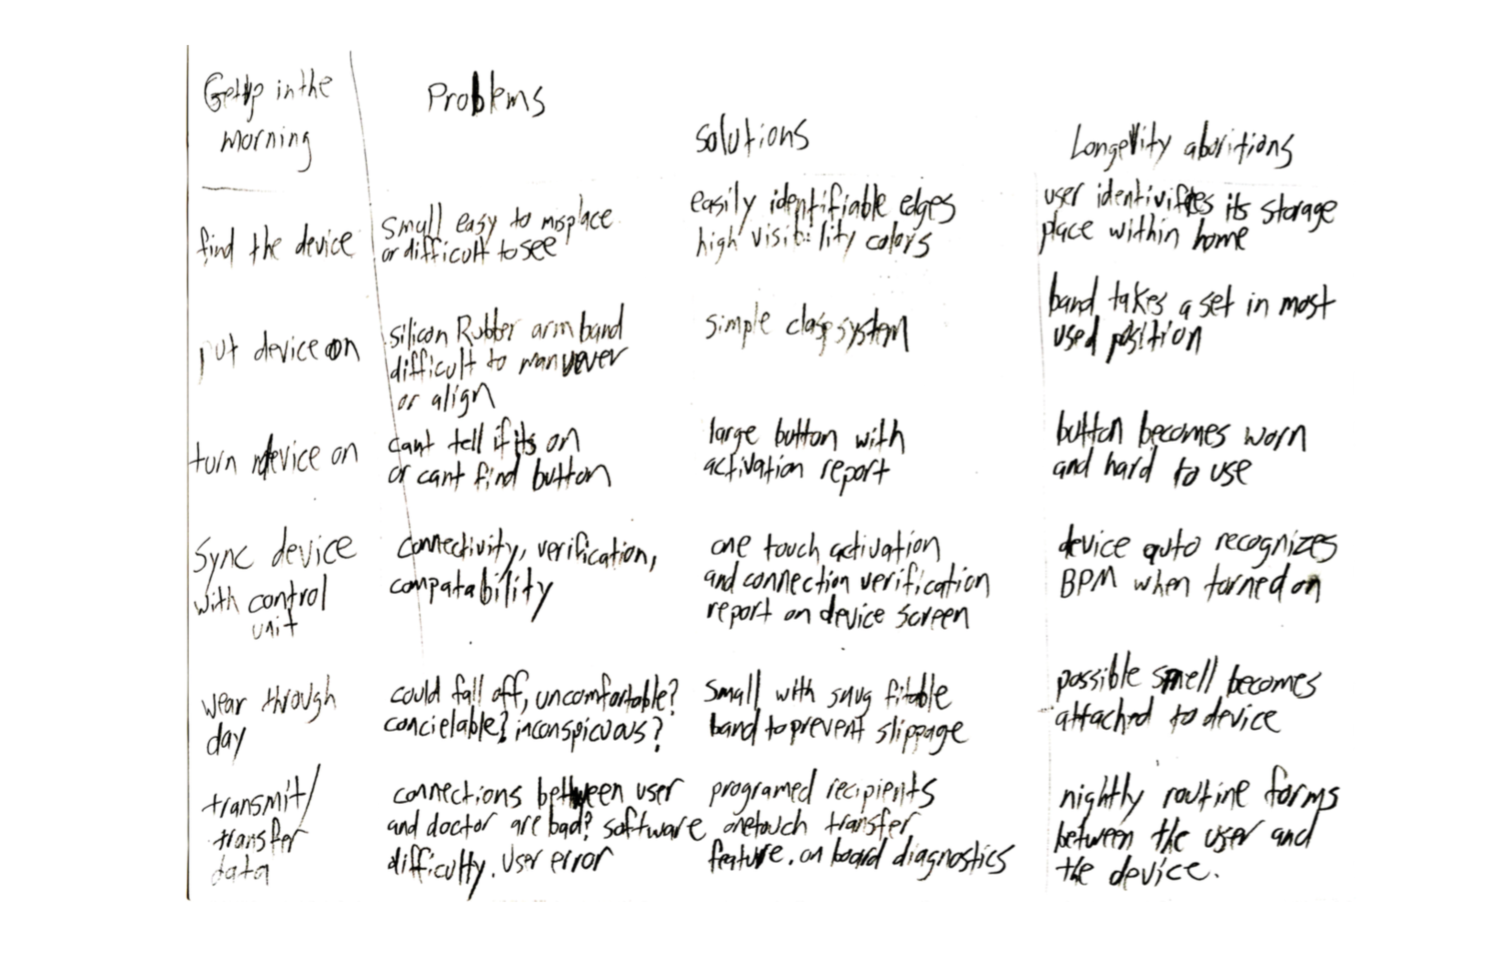 Get up in the
morning
Problems
Solutions
Longevity aboritions
find the device
small easy to misplace
or difficult to see
easily identifiable edges
high visibility colors
user identivifies its storage
place within home
put device on
silicon Rubber arm band
difficult to manuever
or align
simple clasp system
band takes a set in most
used position
turn device on
cant tell if its on
or cant find button
large button with
activation report
button becomes worn
and hard to use
Sync device
with control
unit
connectivity, verification,
compatability
one touch activation
and connection verification
report on device screen
device auto recognizes
BPM when turned on
wear through
day
could fall off, uncomfortable?
concielable? inconspicuous?
small with snug fitable
band to prevent slippage
possible smell becomes
attached to device
transmit/
transfer
data
connections between user
and doctor are bad? software
difficulty. user error
programed recipients
onetouch transfer
feature. on board diagnostics
nightly routine forms
between the user and
the device.